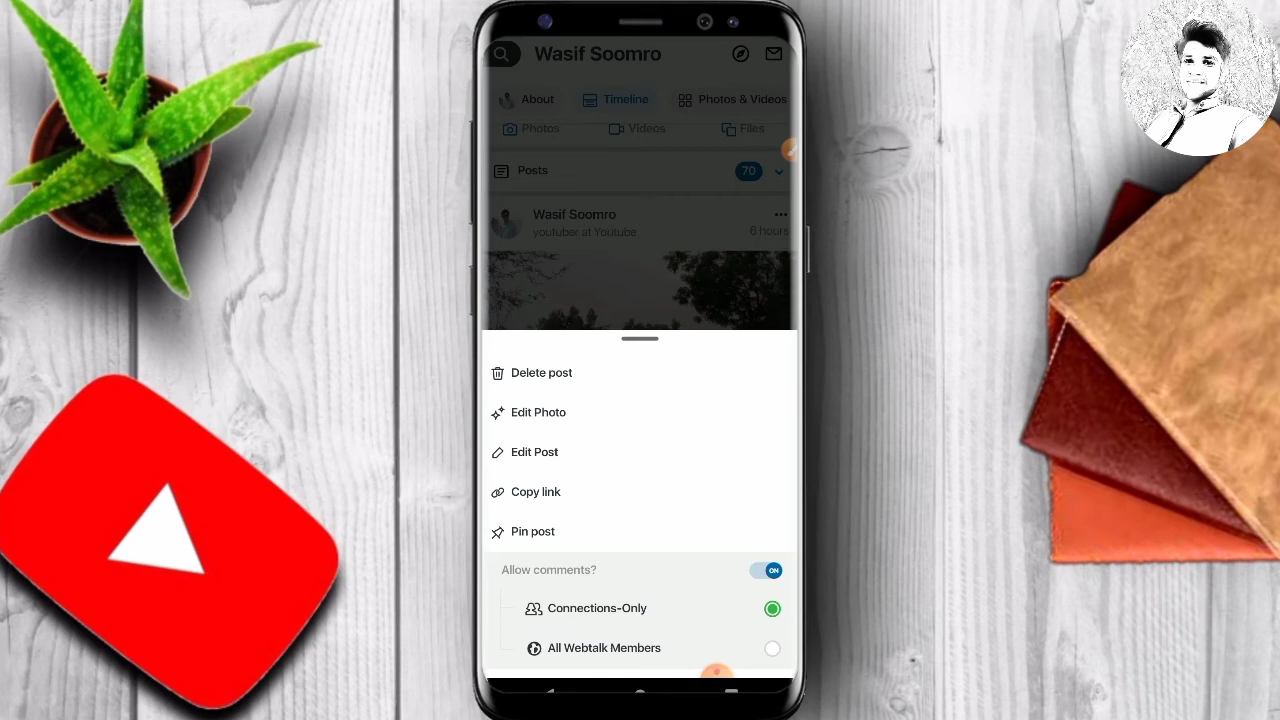 Wasif Soomro
About
Timeline
Photos & Videos
Photos
Videos
Files
Posts
70
Wasif Soomro
youtuber at Youtube
6 hours
Delete post
Edit Photo
Edit Post
Copy link
Pin post
Allow comments?
ON
Connections-Only
All Webtalk Members